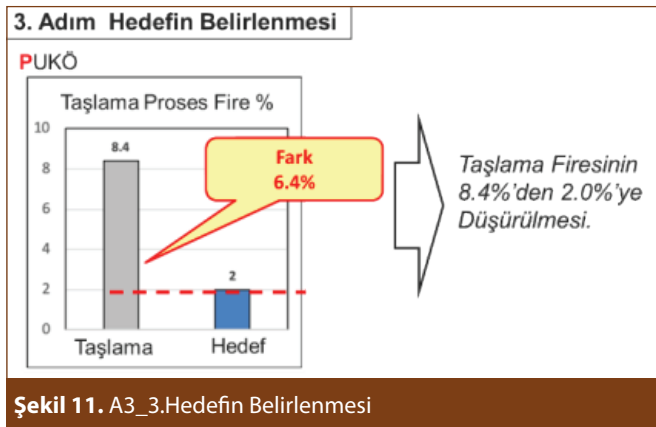 3. Adım Hedefin Belirlenmesi
PUKÖ
Taşlama Proses Fire %
10
8
6
4
2
0
8.4
2
Fark
6.4%
Taşlama
Hedef
Taşlama Firesinin
8.4%’den 2.0%’ye
Düşürülmesi.
Şekil 11. A3_3.Hedefin Belirlenmesi